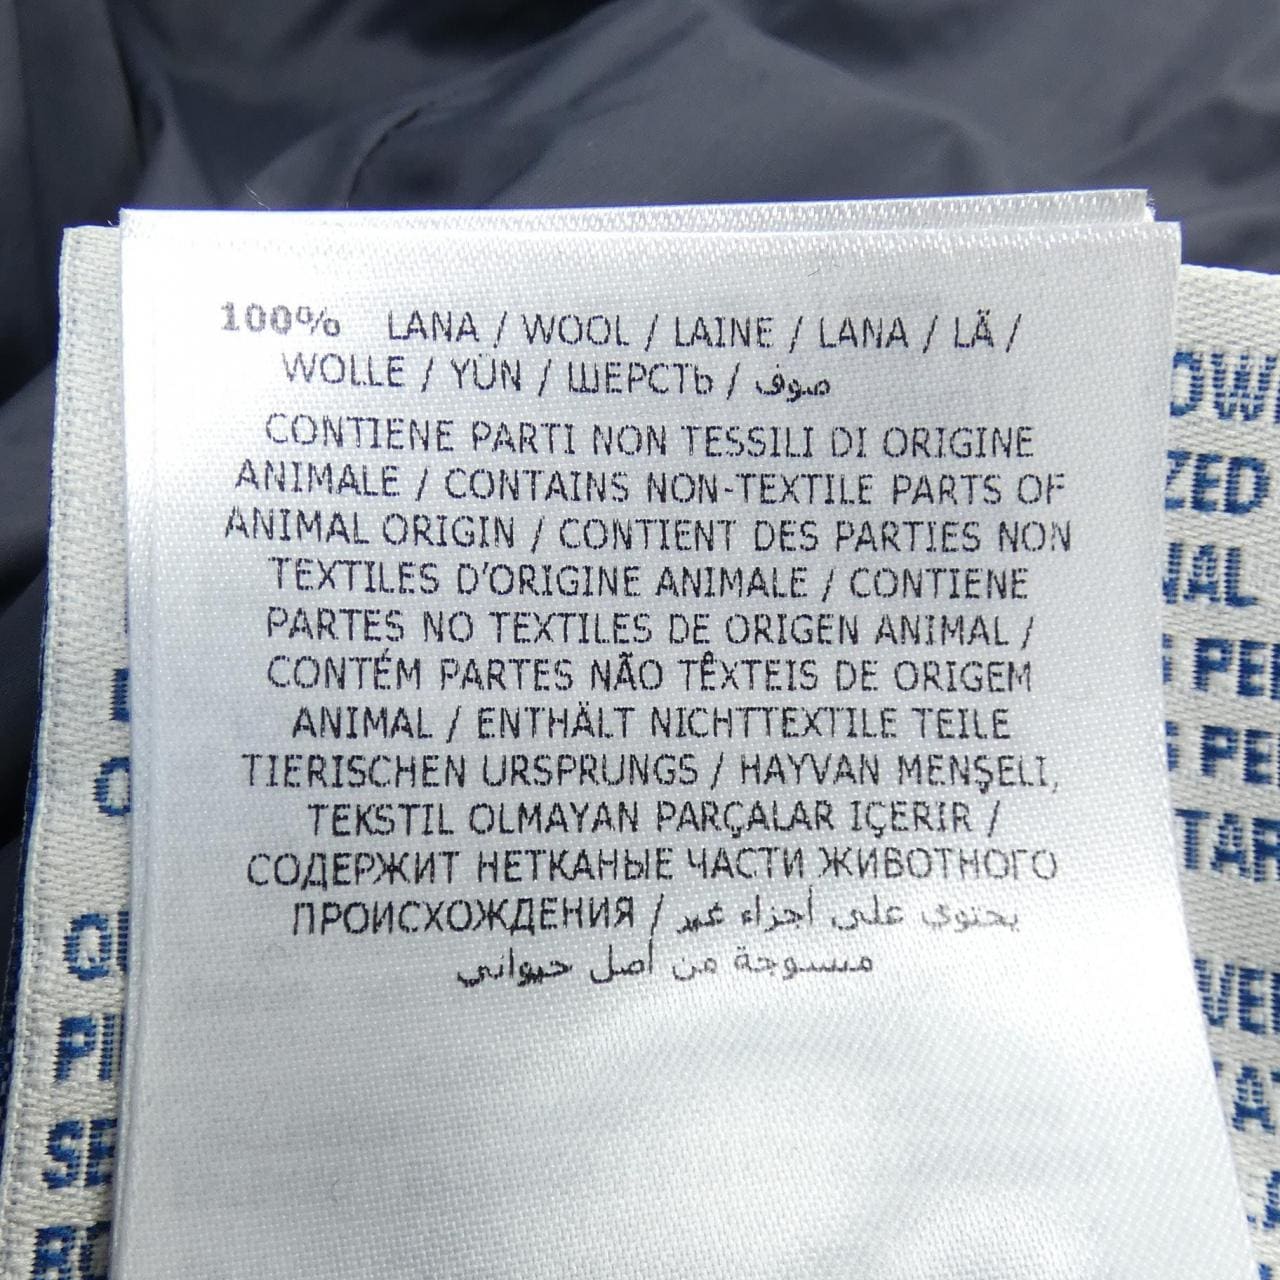 100% LANA / WOOL / LAINE / LANA / LÄ /
WOLLE / YÜN / ШЕРСТЬ / صوف
CONTIENE PARTI NON TESSILI DI ORIGINE
ANIMALE / CONTAINS NON-TEXTILE PARTS OF
ANIMAL ORIGIN / CONTIENT DES PARTIES NON
TEXTILES D'ORIGINE ANIMALE / CONTIENE
PARTES NO TEXTILES DE ORIGEN ANIMAL /
CONTÉM PARTES NÃO TÊXTEIS DE ORIGEM
ANIMAL / ENTHÄLT NICHTTEXTILE TEILE
TIERISCHEN URSPRUNGS / HAYVAN MENŞELI,
TEKSTIL OLMAYAN PARÇALAR IÇERIR /
СОДЕРЖИТ НЕТКАНЫЕ ЧАСТИ ЖИВОТНОГО
ПРОИСХОЖДЕНИЯ / يحتوي على أجزاء غير
منسوجة من أصل حيواني